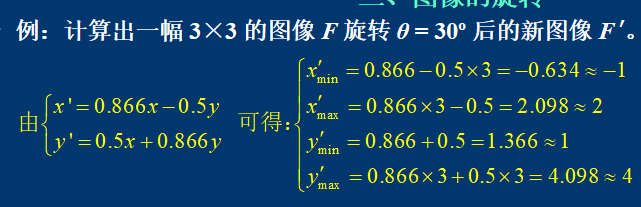 二、图像的旋转
例：计算出一幅 3×3 的图像 F 旋转 θ = 30º 后的新图像 F′。
由 { x' = 0.866x − 0.5y
y' = 0.5x + 0.866y
可得： { x′min = 0.866 − 0.5×3 = −0.634 ≈ −1
x′max = 0.866×3 − 0.5 = 2.098 ≈ 2
y′min = 0.866 + 0.5 = 1.366 ≈ 1
y′max = 0.866×3 + 0.5×3 = 4.098 ≈ 4